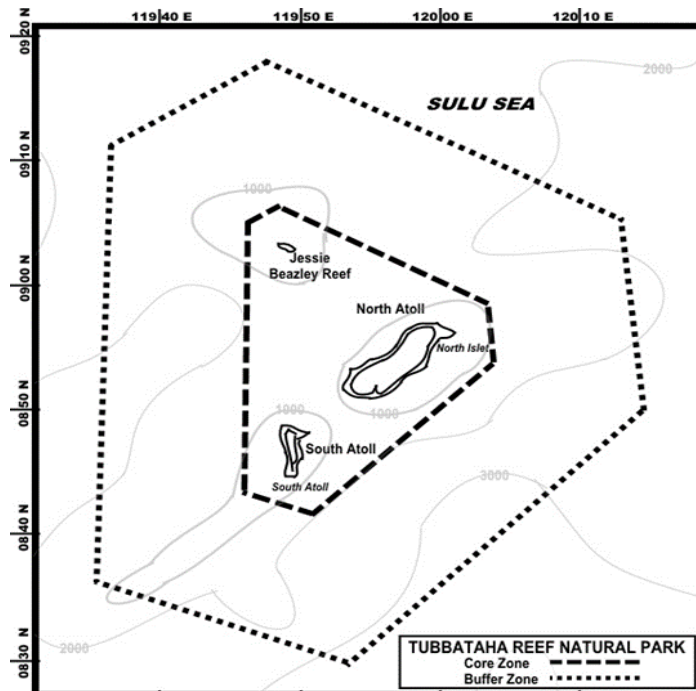 119 40 E
119 50 E
120 00 E
120 10 E
09 20 N
2000
SULU SEA
09 10 N
1000
Jessie
Beazley Reef
09 00 N
North Atoll
North Islet
08 50 N
1000
1000
South Atoll
3000
South Atoll
08 40 N
2000
08 30 N
TUBBATAHA REEF NATURAL PARK
Core Zone
Buffer Zone